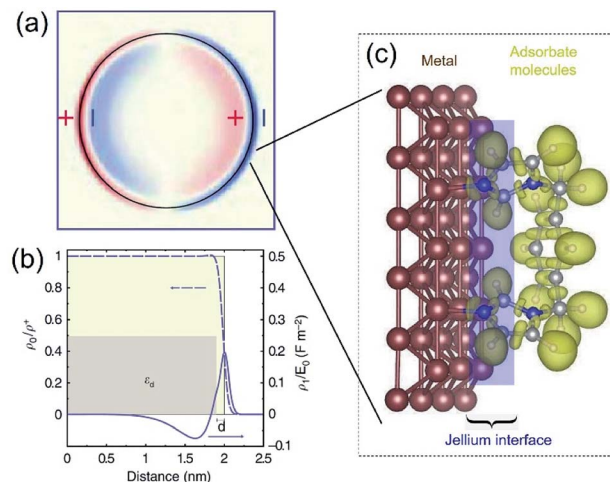 (a)
+ | + |
(b)
1
0.8
0.6
0.4
0.2
0
ρ₀/ρ⁺
0.5
0.4
0.3
0.2
0.1
0
−0.1
ρ₁/E₀ (F m⁻²)
εd
d
0 0.5 1 1.5 2 2.5
Distance (nm)
(c)
Metal
Adsorbate
molecules
Jellium interface